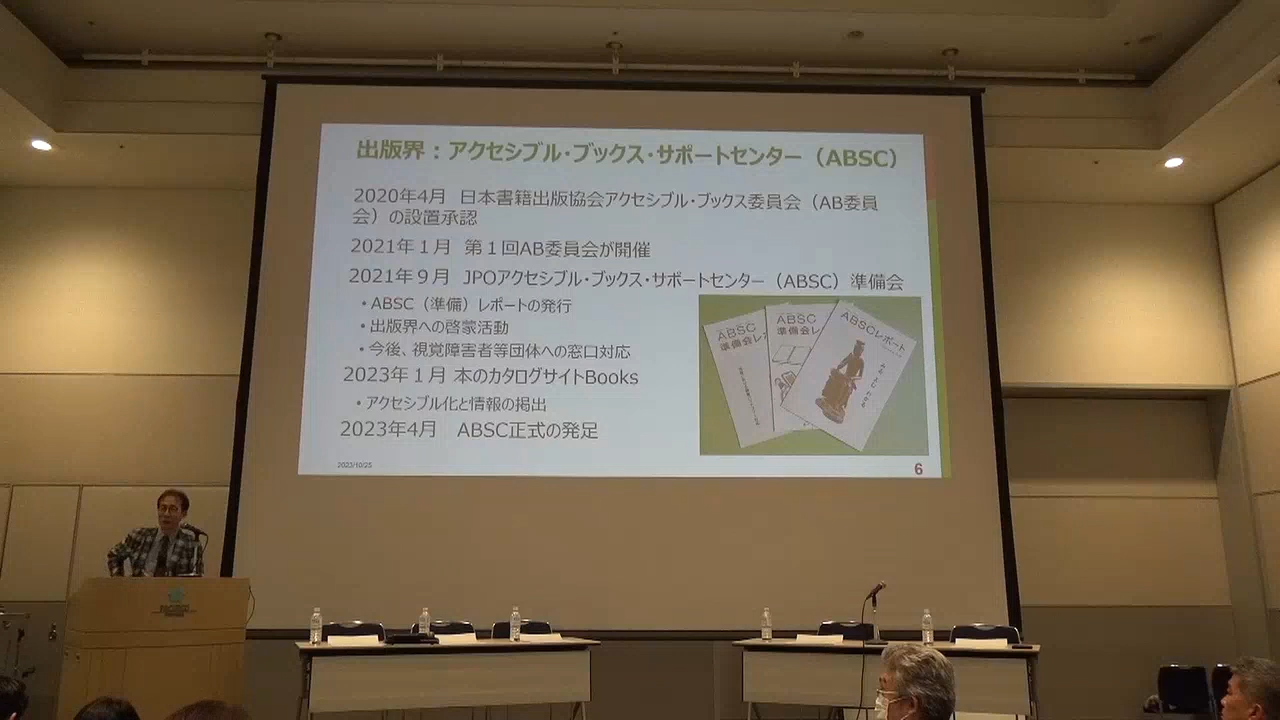 出版界：アクセシブル・ブックス・サポートセンター（ABSC）
2020年4月　日本書籍出版協会アクセシブル・ブックス委員会（AB委員
会）の設置承認
2021年１月　第１回AB委員会が開催
2021年９月　JPOアクセシブル・ブックス・サポートセンター（ABSC）準備会
・ABSC（準備）レポートの発行
・出版界への啓蒙活動
・今後、視覚障害者等団体への窓口対応
2023年１月 本のカタログサイトBooks
・アクセシブル化と情報の掲出
2023年4月　ABSC正式の発足
ABSC
準備会レ
ABSC
準備会レ
ABSCレポート
2023/10/25
6